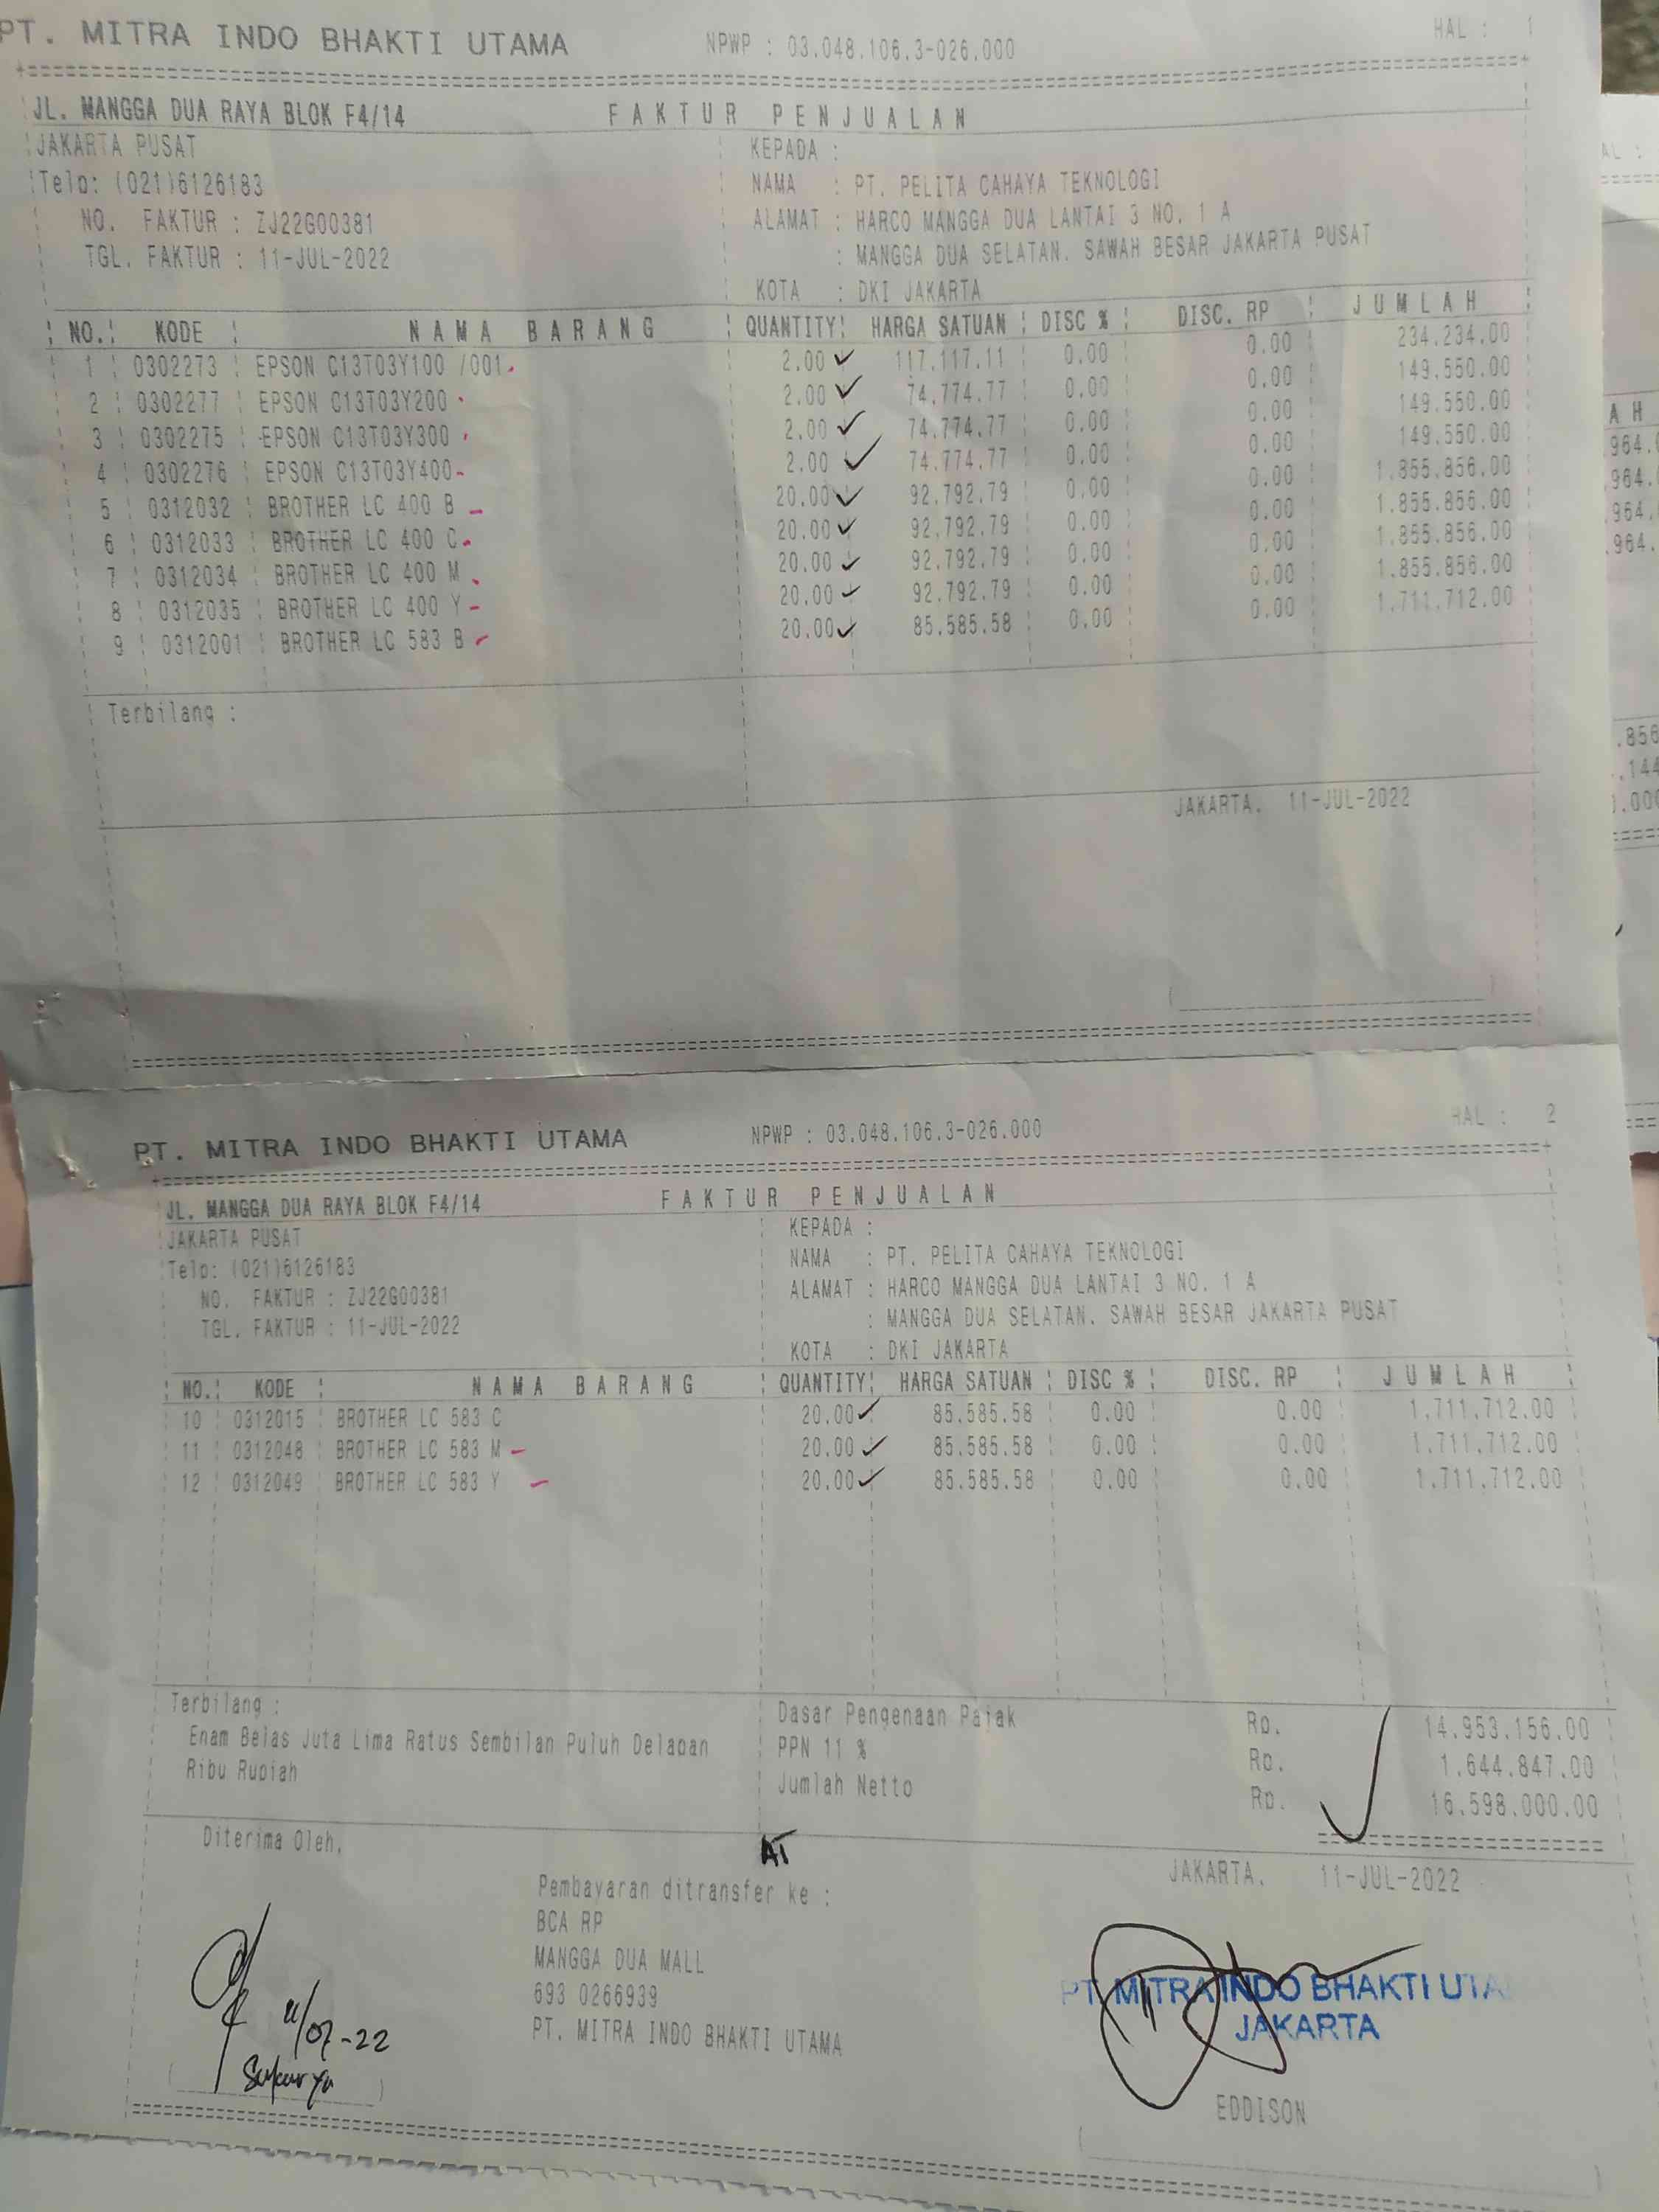 PT. MITRA INDO BHAKTI UTAMA NPWP : 03.048.106.3-026.000 HAL : 1
JL. MANGGA DUA RAYA BLOK F4/14 FAKTUR PENJUALAN
JAKARTA PUSAT KEPADA :
Telp: (021)6126183 NAMA : PT. PELITA CAHAYA TEKNOLOGI
NO. FAKTUR : ZJ22G00381 ALAMAT : HARCO MANGGA DUA LANTAI 3 NO. 1 A
TGL. FAKTUR : 11-JUL-2022 : MANGGA DUA SELATAN. SAWAH BESAR JAKARTA PUSAT
KOTA : DKI JAKARTA
NO. KODE NAMA BARANG QUANTITY HARGA SATUAN DISC % DISC. RP JUMLAH
1 0302273 EPSON C13T03Y100 /001 2.00 117.117.11 0.00 0.00 234.234.00
2 0302277 EPSON C13T03Y200 2.00 74.774.77 0.00 0.00 149.550.00
3 0302275 EPSON C13T03Y300 2.00 74.774.77 0.00 0.00 149.550.00
4 0302276 EPSON C13T03Y400 2.00 74.774.77 0.00 0.00 149.550.00
5 0312032 BROTHER LC 400 B 20.00 92.792.79 0.00 0.00 1.855.856.00
6 0312033 BROTHER LC 400 C 20.00 92.792.79 0.00 0.00 1.855.856.00
7 0312034 BROTHER LC 400 M 20.00 92.792.79 0.00 0.00 1.855.856.00
8 0312035 BROTHER LC 400 Y 20.00 92.792.79 0.00 0.00 1.855.856.00
9 0312001 BROTHER LC 583 B 20.00 85.585.58 0.00 0.00 1.711.712.00
Terbilang :
JAKARTA. 11-JUL-2022
PT. MITRA INDO BHAKTI UTAMA NPWP : 03.048.106.3-026.000 HAL : 2
JL. MANGGA DUA RAYA BLOK F4/14 FAKTUR PENJUALAN
JAKARTA PUSAT KEPADA :
Telp: (021)6126183 NAMA : PT. PELITA CAHAYA TEKNOLOGI
NO. FAKTUR : ZJ22G00381 ALAMAT : HARCO MANGGA DUA LANTAI 3 NO. 1 A
TGL. FAKTUR : 11-JUL-2022 : MANGGA DUA SELATAN. SAWAH BESAR JAKARTA PUSAT
KOTA : DKI JAKARTA
NO. KODE NAMA BARANG QUANTITY HARGA SATUAN DISC % DISC. RP JUMLAH
10 0312015 BROTHER LC 583 C 20.00 85.585.58 0.00 0.00 1.711.712.00
11 0312048 BROTHER LC 583 M 20.00 85.585.58 0.00 0.00 1.711.712.00
12 0312049 BROTHER LC 583 Y 20.00 85.585.58 0.00 0.00 1.711.712.00
Terbilang : Dasar Pengenaan Pajak Rp. 14.953.156.00
Enam Belas Juta Lima Ratus Sembilan Puluh Delapan PPN 11 % Rp. 1.644.847.00
Ribu Rupiah Jumlah Netto Rp. 16.598.000.00
Diterima Oleh.
JAKARTA. 11-JUL-2022
Pembayaran ditransfer ke :
BCA RP
MANGGA DUA MALL
693 0266939
PT. MITRA INDO BHAKTI UTAMA
11/07-22
Sukarya
PT. MITRA INDO BHAKTI UTA
JAKARTA
EDDISON